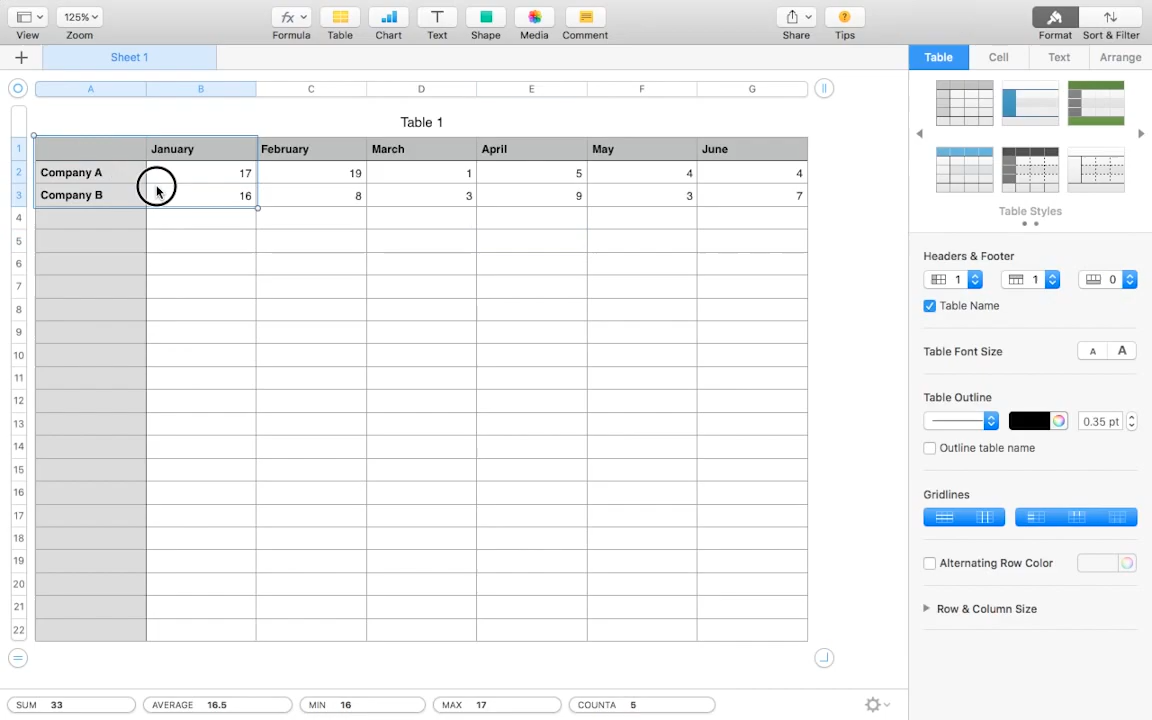 View
125%
Zoom
fx
Formula
Table
Chart
T
Text
Shape
Media
Comment
Share
?
Tips
Format
Sort & Filter
+
Sheet 1
Table
Cell
Text
Arrange
A B C D E F G
Table 1
1 January February March April May June
2 Company A 17 19 1 5 4 4
3 Company B 16 8 3 9 3 7
4
5
6
7
8
9
10
11
12
13
14
15
16
17
18
19
20
21
22
Table Styles
Headers & Footer
1 1 0
Table Name
Table Font Size A A
Table Outline
0.35 pt
Outline table name
Gridlines
Alternating Row Color
Row & Column Size
SUM 33 AVERAGE 16.5 MIN 16 MAX 17 COUNTA 5